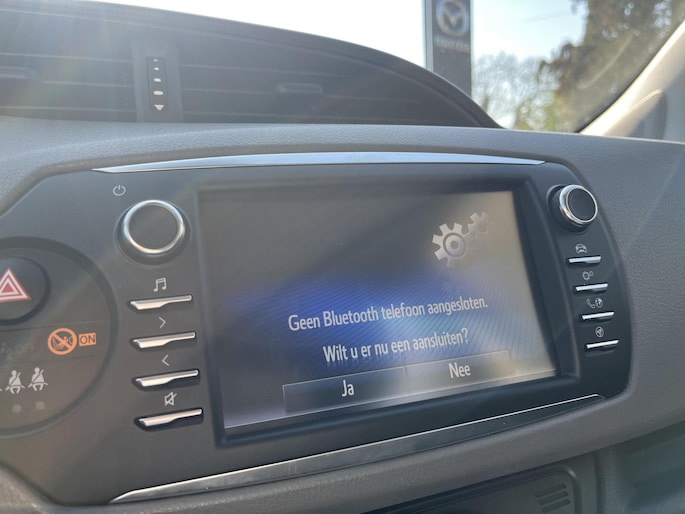 Geen Bluetooth telefoon aangesloten.
Wilt u er nu een aansluiten?
Ja
Nee
ON